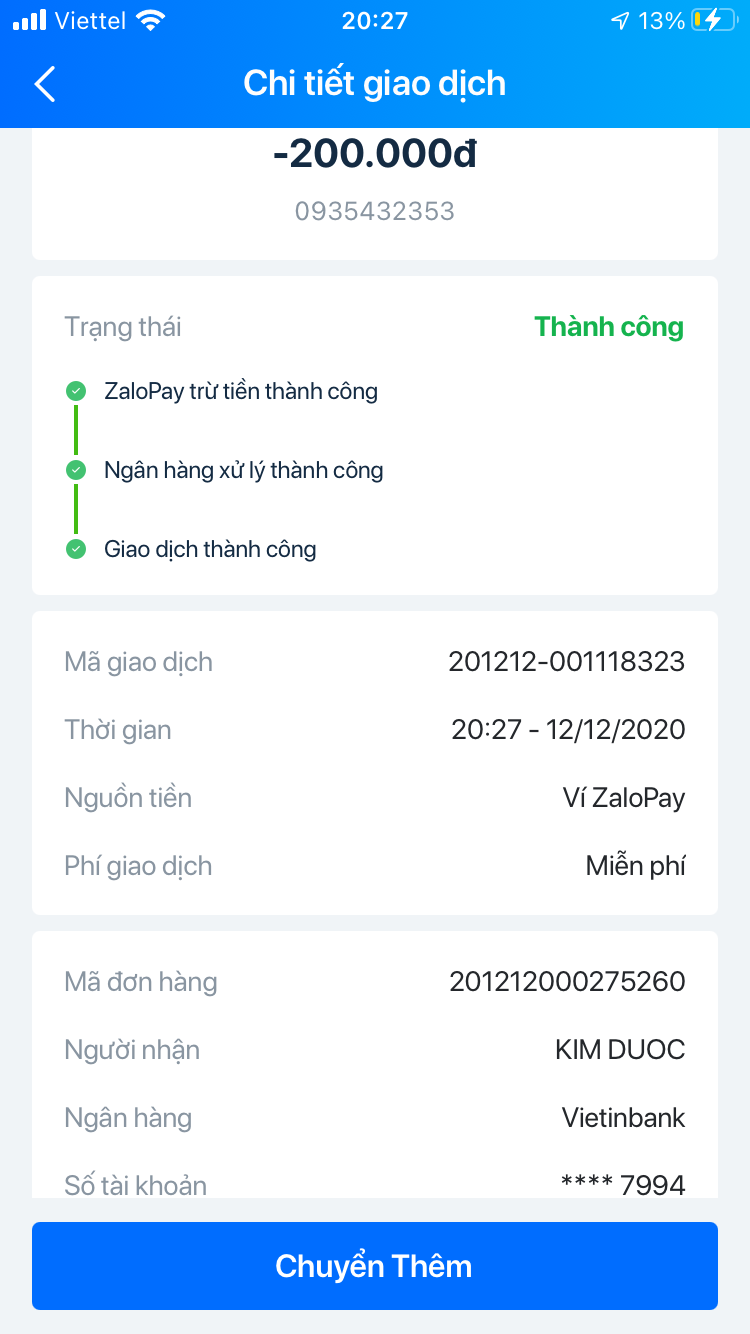 Viettel 20:27 13%
Chi tiết giao dịch
-200.000đ
0935432353
Trạng thái Thành công
ZaloPay trừ tiền thành công
Ngân hàng xử lý thành công
Giao dịch thành công
Mã giao dịch 201212-001118323
Thời gian 20:27 - 12/12/2020
Nguồn tiền Ví ZaloPay
Phí giao dịch Miễn phí
Mã đơn hàng 201212000275260
Người nhận KIM DUOC
Ngân hàng Vietinbank
Số tài khoản **** 7994
Chuyển Thêm